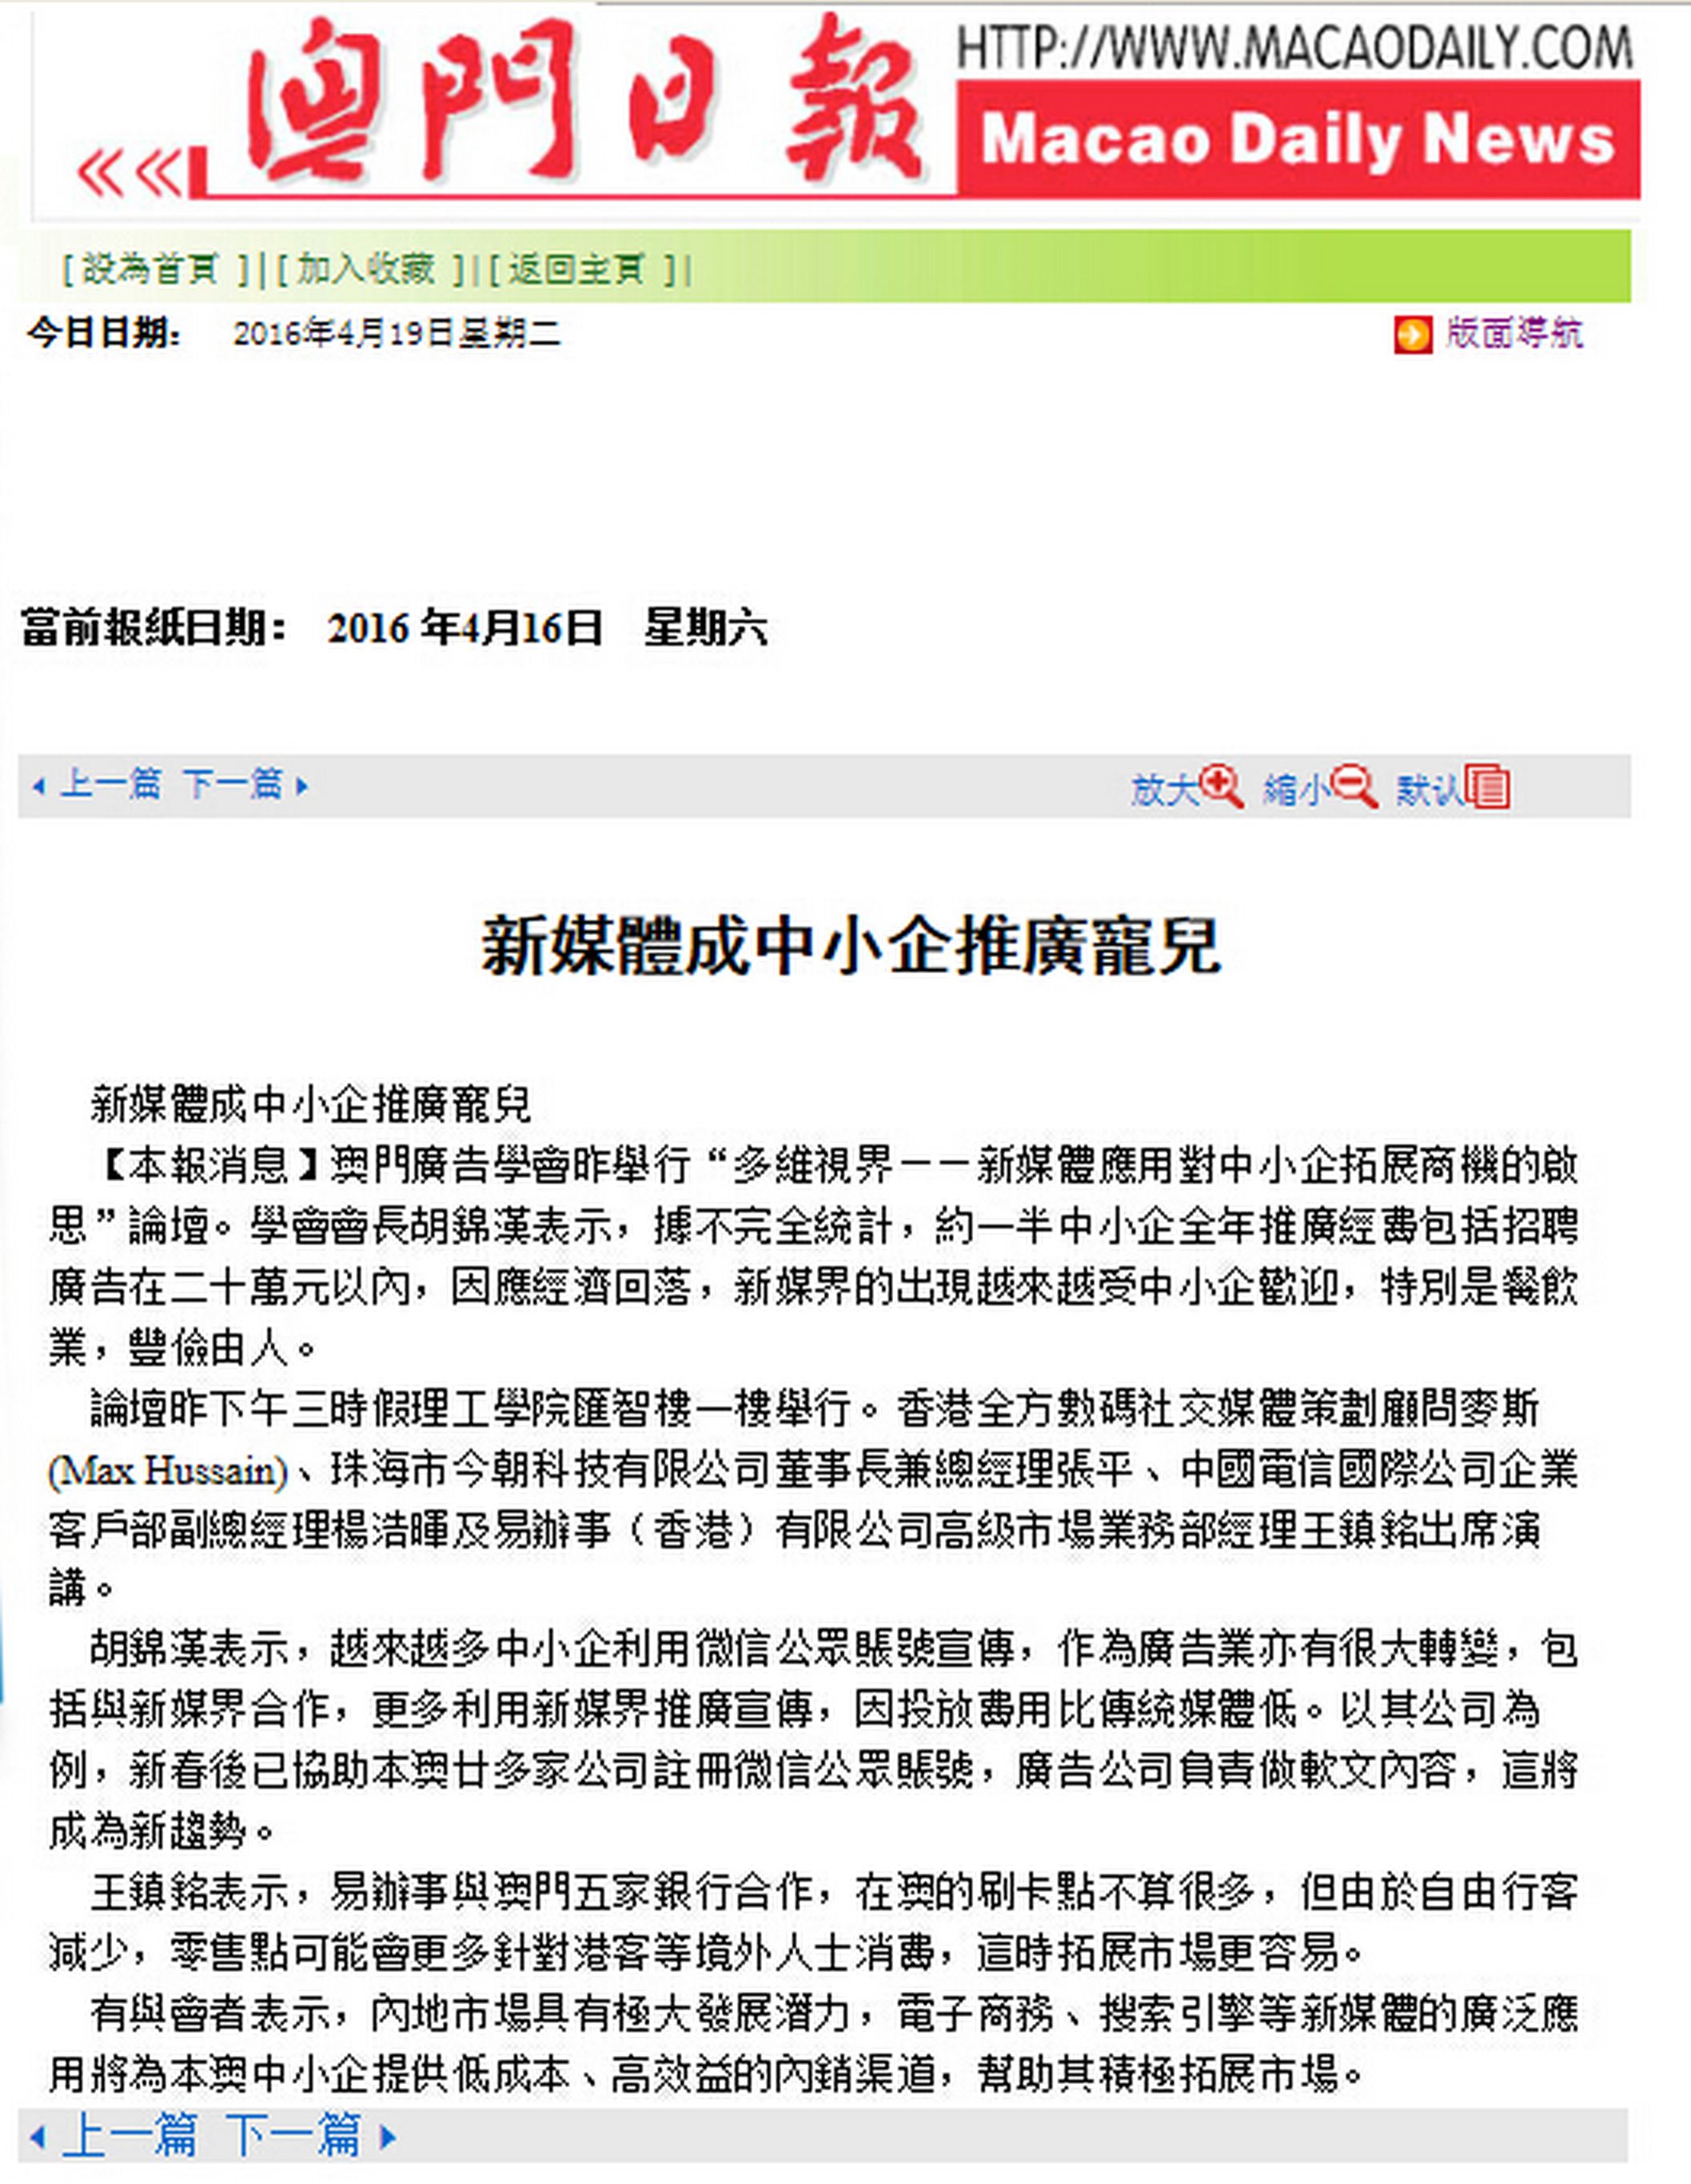 澳門日報
HTTP://WWW.MACAODAILY.COM
Macao Daily News
[ 設為首頁 ]|[ 加入收藏 ]|[ 返回主頁 ]|
今日日期: 2016年4月19日星期二 版面導航
當前報紙日期: 2016 年4月16日 星期六
上一篇 下一篇 放大 縮小 默认
新媒體成中小企推廣寵兒
新媒體成中小企推廣寵兒
【本報消息】澳門廣告學會昨舉行“多維視界——新媒體應用對中小企拓展商機的啟
思”論壇。學會會長胡錦漢表示，據不完全統計，約一半中小企全年推廣經費包括招聘
廣告在二十萬元以內，因應經濟回落，新媒界的出現越來越受中小企歡迎，特別是餐飲
業，豐儉由人。
論壇昨下午三時假理工學院匯智樓一樓舉行。香港全方數碼社交媒體策劃顧問麥斯
(Max Hussain)、珠海市今朝科技有限公司董事長兼總經理張平、中國電信國際公司企業
客戶部副總經理楊浩暉及易辦事（香港）有限公司高級市場業務部經理王鎮銘出席演
講。
胡錦漢表示，越來越多中小企利用微信公眾賬號宣傳，作為廣告業亦有很大轉變，包
括與新媒界合作，更多利用新媒界推廣宣傳，因投放費用比傳統媒體低。以其公司為
例，新春後已協助本澳廿多家公司註冊微信公眾賬號，廣告公司負責做軟文內容，這將
成為新趨勢。
王鎮銘表示，易辦事與澳門五家銀行合作，在澳的刷卡點不算很多，但由於自由行客
減少，零售點可能會更多針對港客等境外人士消費，這時拓展市場更容易。
有與會者表示，內地市場具有極大發展潛力，電子商務、搜索引擎等新媒體的廣泛應
用將為本澳中小企提供低成本、高效益的內銷渠道，幫助其積極拓展市場。
上一篇 下一篇